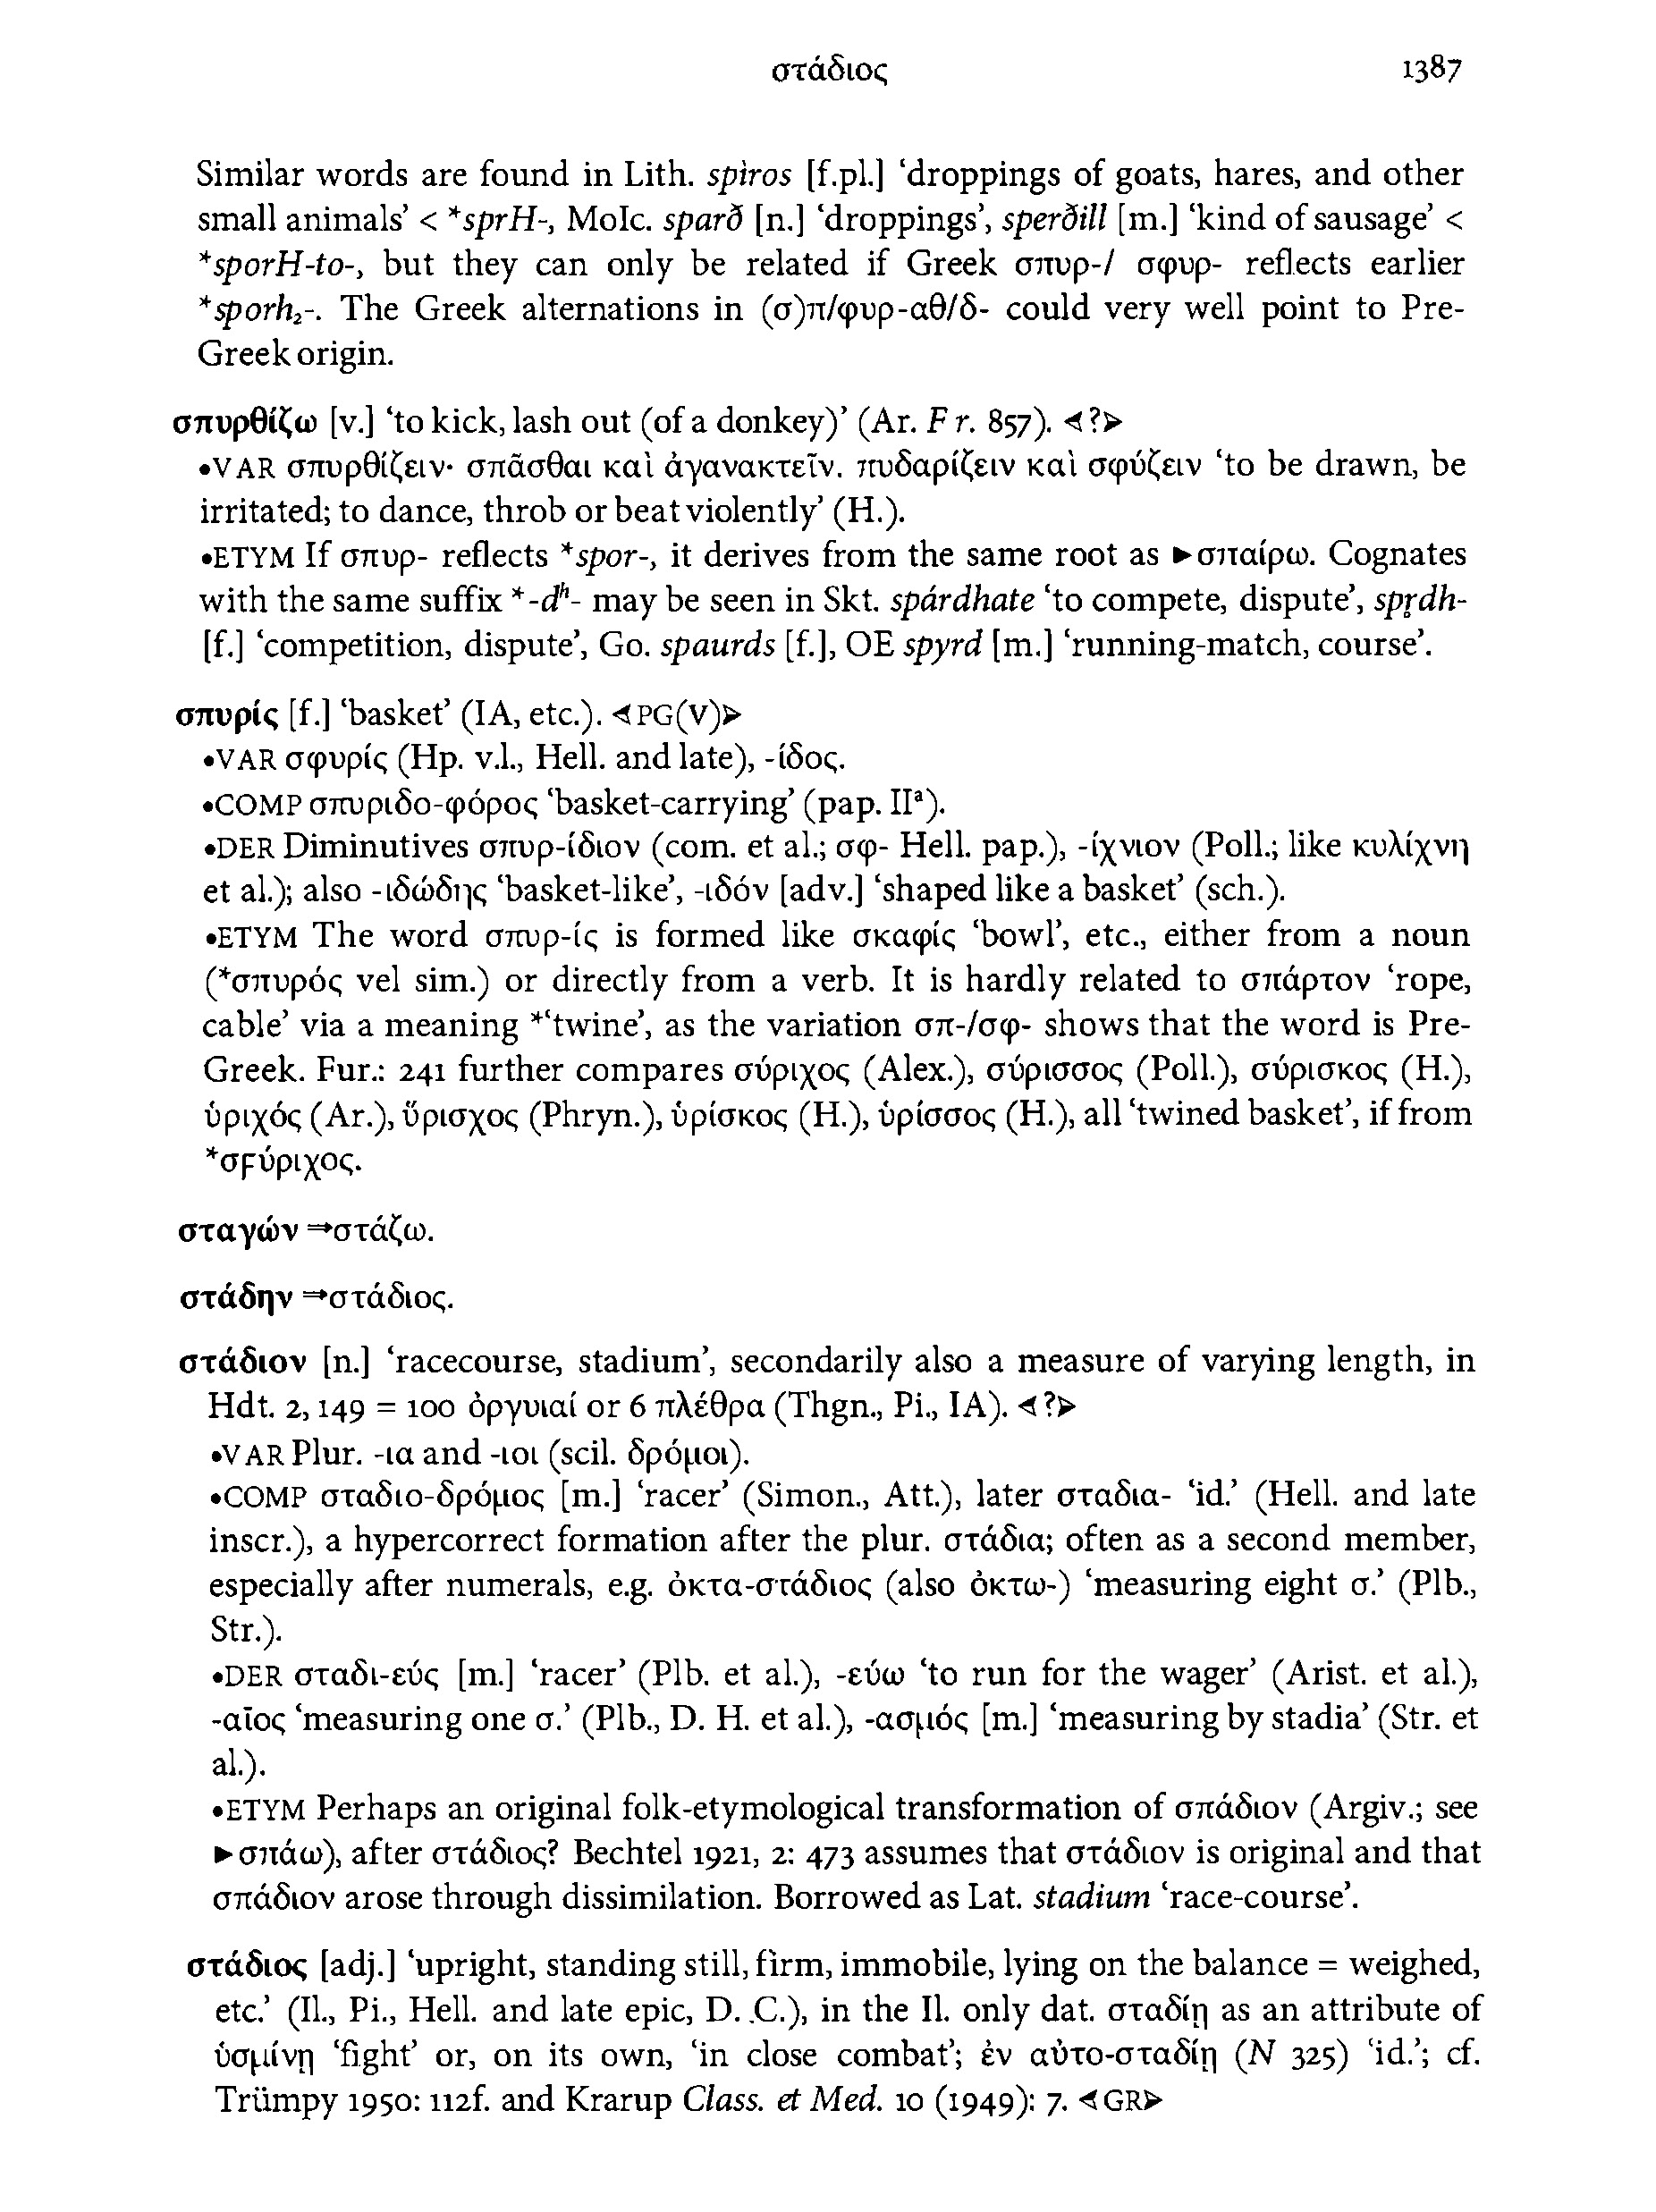 στάδιος 1387
Similar words are found in Lith. spìros [f.pl.] ‘droppings of goats, hares, and other
small animals’ < *sprH-, MoIc. sparð [n.] ‘droppings’, sperðill [m.] ‘kind of sausage’ <
*sporH-to-, but they can only be related if Greek σπυρ-/ σφυρ- reflects earlier
*sporh₂-. The Greek alternations in (σ)π/φυρ-αθ/δ- could very well point to Pre-
Greek origin.
σπυρθίζω [v.] ‘to kick, lash out (of a donkey)’ (Ar. Fr. 857). ◄?►
•VAR σπυρθίζειν· σπᾶσθαι καὶ ἀγανακτεῖν. πυδαρίζειν καὶ σφύζειν ‘to be drawn, be
irritated; to dance, throb or beat violently’ (H.).
•ETYM If σπυρ- reflects *spor-, it derives from the same root as ►σπαίρω. Cognates
with the same suffix *-dʰ- may be seen in Skt. spárdhate ‘to compete, dispute’, spṛdh-
[f.] ‘competition, dispute’, Go. spaurds [f.], OE spyrd [m.] ‘running-match, course’.
σπυρίς [f.] ‘basket’ (IA, etc.). ◄PG(V)►
•VAR σφυρίς (Hp. v.l., Hell. and late), -ίδος.
•COMP σπυριδο-φόρος ‘basket-carrying’ (pap. IIᵃ).
•DER Diminutives σπυρ-ίδιον (com. et al.; σφ- Hell. pap.), -ίχνιον (Poll.; like κυλίχνη
et al.); also -ιδώδης ‘basket-like’, -ιδόν [adv.] ‘shaped like a basket’ (sch.).
•ETYM The word σπυρ-ίς is formed like σκαφίς ‘bowl’, etc., either from a noun
(*σπυρός vel sim.) or directly from a verb. It is hardly related to σπάρτον ‘rope,
cable’ via a meaning *‘twine’, as the variation σπ-/σφ- shows that the word is Pre-
Greek. Fur.: 241 further compares σύριχος (Alex.), σύρισσος (Poll.), σύρισκος (H.),
ὑριχός (Ar.), ὕρισχος (Phryn.), ὑρίσκος (H.), ὑρίσσος (H.), all ‘twined basket’, if from
*σϝύριχος.
σταγών ⇒στάζω.
στάδην ⇒στάδιος.
στάδιον [n.] ‘racecourse, stadium’, secondarily also a measure of varying length, in
Hdt. 2, 149 = 100 ὀργυιαί or 6 πλέθρα (Thgn., Pi., IA). ◄?►
•VAR Plur. -ια and -ιοι (scil. δρόμοι).
•COMP σταδιο-δρόμος [m.] ‘racer’ (Simon., Att.), later σταδια- ‘id.’ (Hell. and late
inscr.), a hypercorrect formation after the plur. στάδια; often as a second member,
especially after numerals, e.g. ὀκτα-στάδιος (also ὀκτω-) ‘measuring eight σ.’ (Plb.,
Str.).
•DER σταδι-εύς [m.] ‘racer’ (Plb. et al.), -εύω ‘to run for the wager’ (Arist. et al.),
-αῖος ‘measuring one σ.’ (Plb., D. H. et al.), -ασμός [m.] ‘measuring by stadia’ (Str. et
al.).
•ETYM Perhaps an original folk-etymological transformation of σπάδιον (Argiv.; see
►σπάω), after στάδιος? Bechtel 1921, 2: 473 assumes that στάδιον is original and that
σπάδιον arose through dissimilation. Borrowed as Lat. stadium ‘race-course’.
στάδιος [adj.] ‘upright, standing still, firm, immobile, lying on the balance = weighed,
etc.’ (Il., Pi., Hell. and late epic, D. .C.), in the Il. only dat. σταδίῃ as an attribute of
ὑσμίνῃ ‘fight’ or, on its own, ‘in close combat’; ἐν αὐτο-σταδίῃ (N 325) ‘id.’; cf.
Trümpy 1950: 112f. and Krarup Class. et Med. 10 (1949): 7. ◄GR►